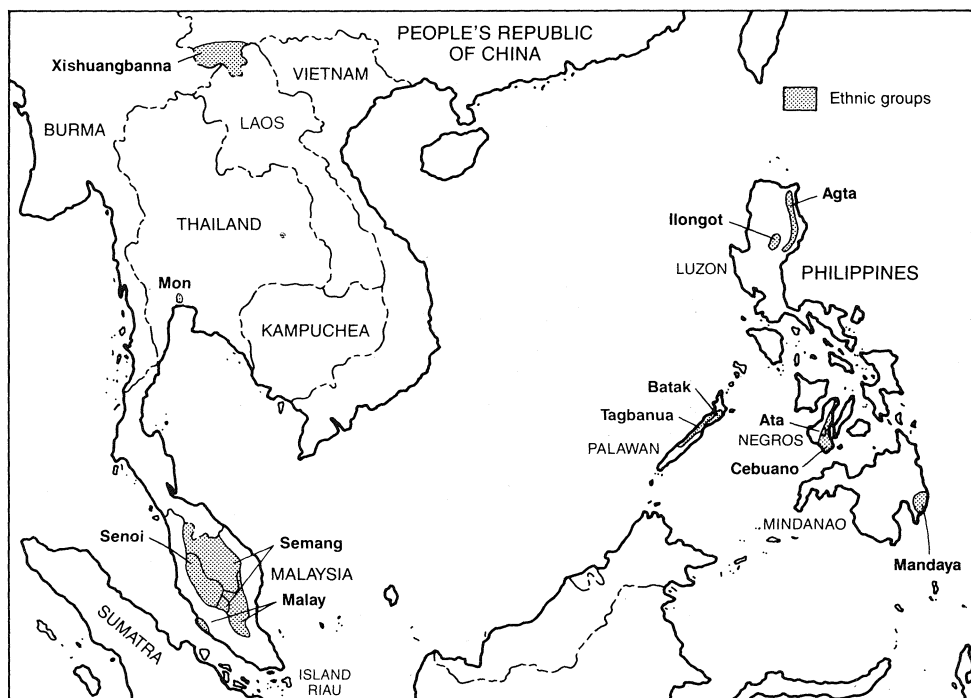 PEOPLE'S REPUBLIC
OF CHINA
Xishuangbanna
VIETNAM
Ethnic groups
BURMA
LAOS
Agta
Ilongot
THAILAND
LUZON
PHILIPPINES
Mon
KAMPUCHEA
Batak
Tagbanua
Ata
PALAWAN
NEGROS
Cebuano
MINDANAO
Senoi
Semang
Mandaya
MALAYSIA
Malay
SUMATRA
ISLAND
RIAU